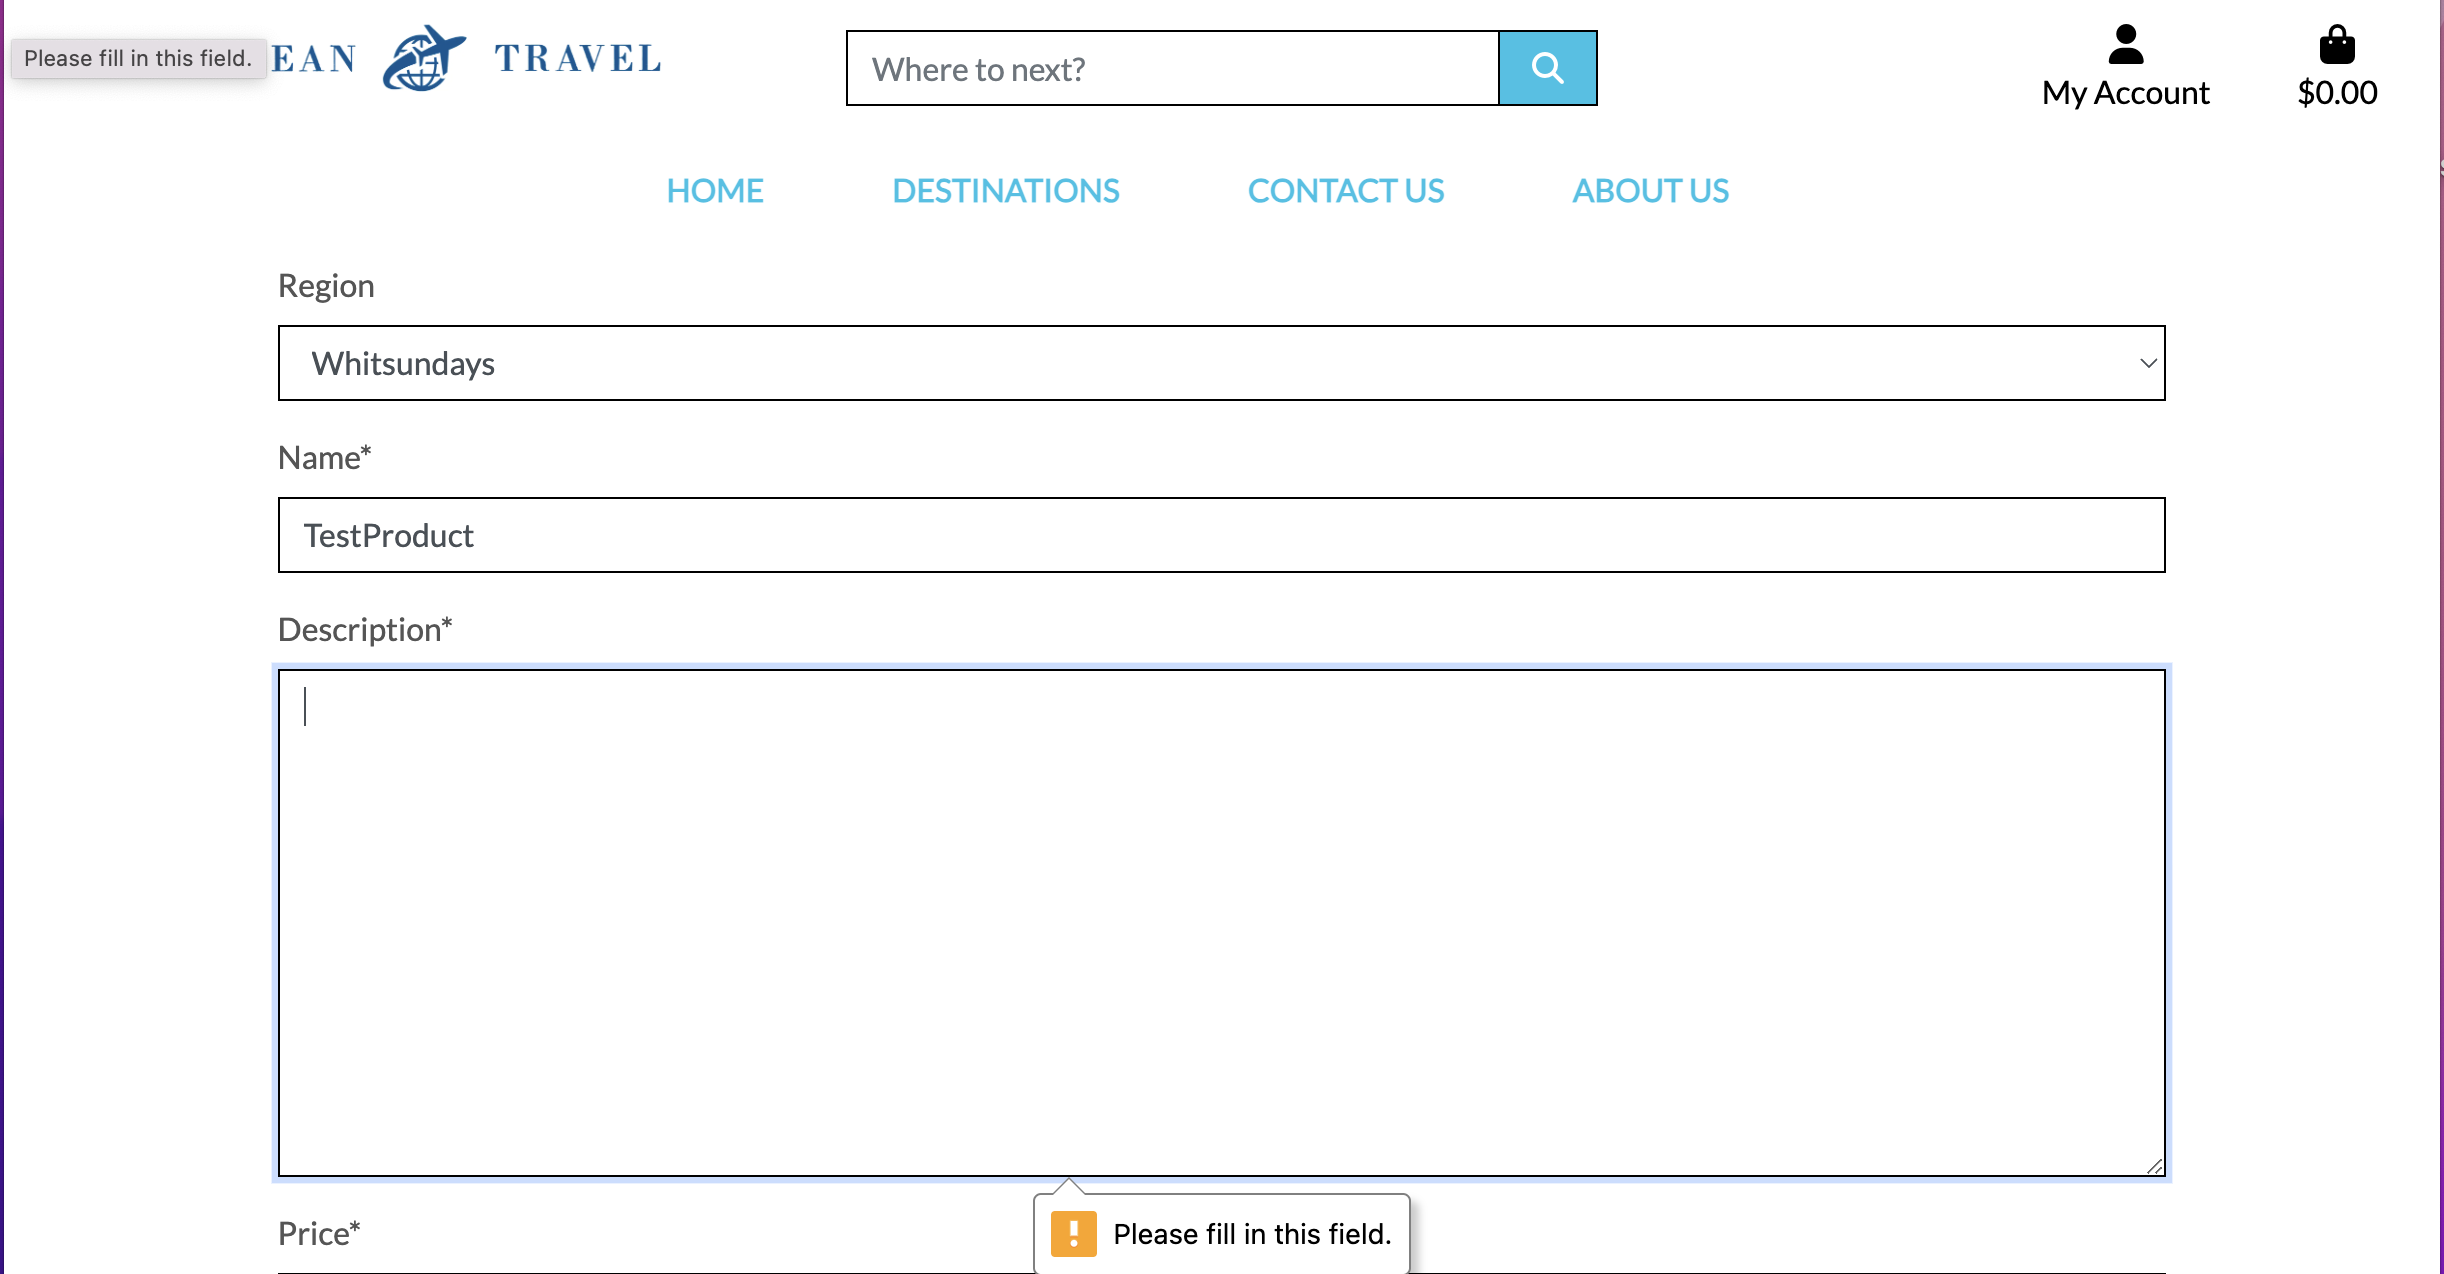 Please fill in this field.
EAN TRAVEL
Where to next?
My Account
$0.00
HOME DESTINATIONS CONTACT US ABOUT US
Region
Whitsundays
Name*
TestProduct
Description*
Price*
Please fill in this field.